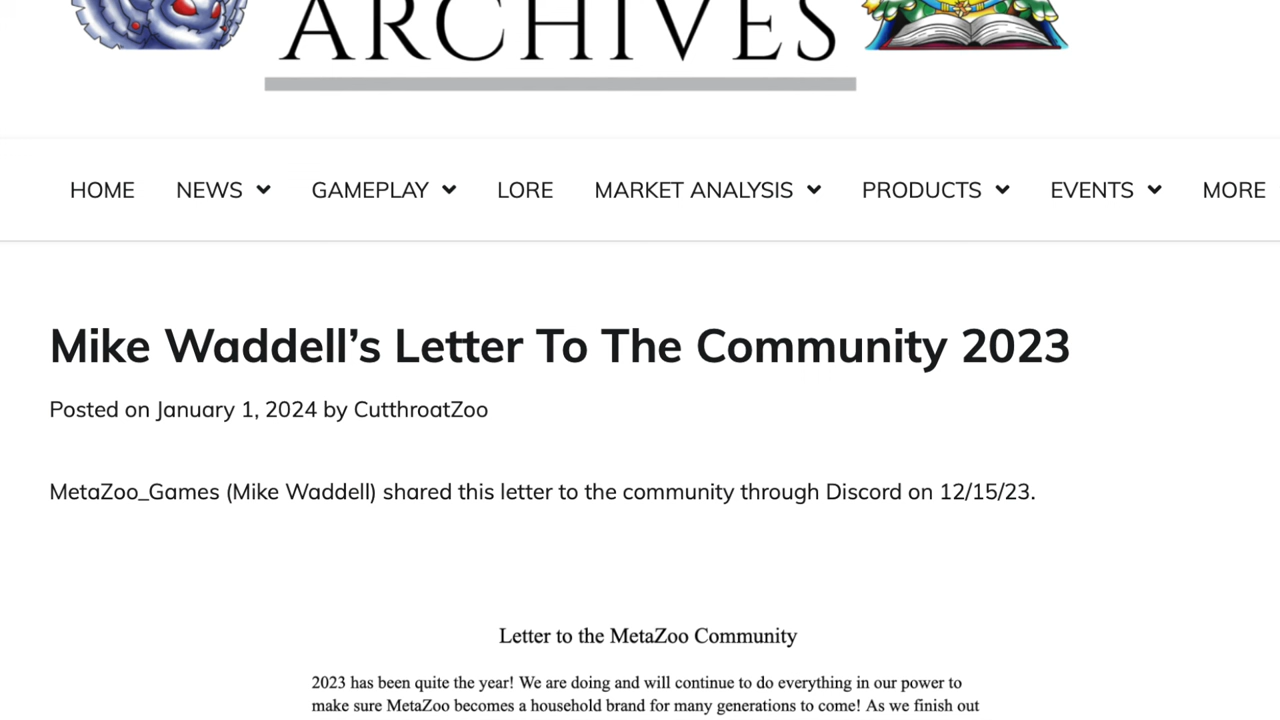 ARCHIVES
HOME NEWS GAMEPLAY LORE MARKET ANALYSIS PRODUCTS EVENTS MORE
Mike Waddell’s Letter To The Community 2023
Posted on January 1, 2024 by CutthroatZoo
MetaZoo_Games (Mike Waddell) shared this letter to the community through Discord on 12/15/23.
Letter to the MetaZoo Community
2023 has been quite the year! We are doing and will continue to do everything in our power to
make sure MetaZoo becomes a household brand for many generations to come! As we finish out